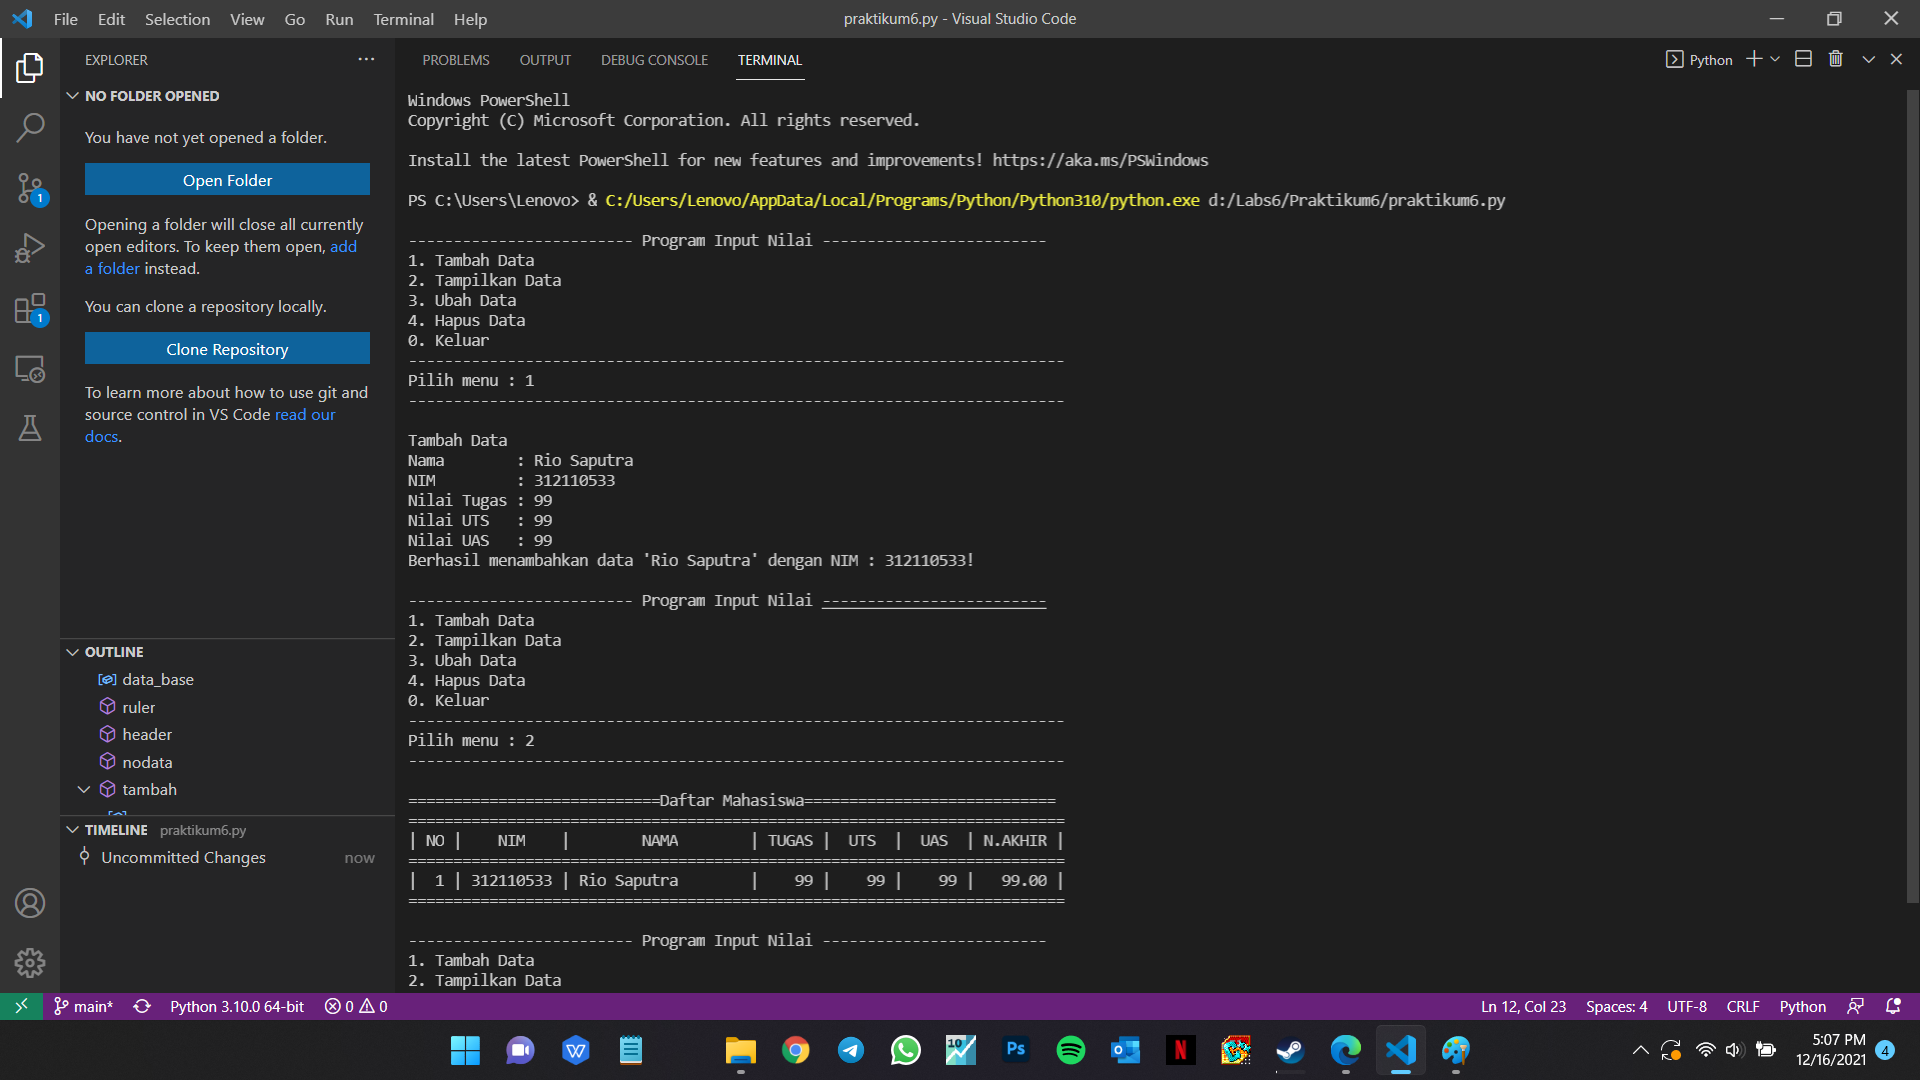 File Edit Selection View Go Run Terminal Help
praktikum6.py - Visual Studio Code
EXPLORER
NO FOLDER OPENED
You have not yet opened a folder.
Open Folder
Opening a folder will close all currently
open editors. To keep them open, add
a folder instead.
You can clone a repository locally.
Clone Repository
To learn more about how to use git and
source control in VS Code read our
docs.
1
1
OUTLINE
data_base
ruler
header
nodata
tambah
TIMELINE praktikum6.py
Uncommitted Changes now
PROBLEMS OUTPUT DEBUG CONSOLE TERMINAL
Python
Windows PowerShell
Copyright (C) Microsoft Corporation. All rights reserved.
Install the latest PowerShell for new features and improvements! https://aka.ms/PSWindows
PS C:\Users\Lenovo> & C:/Users/Lenovo/AppData/Local/Programs/Python/Python310/python.exe d:/Labs6/Praktikum6/praktikum6.py
------------------------- Program Input Nilai -------------------------
1. Tambah Data
2. Tampilkan Data
3. Ubah Data
4. Hapus Data
0. Keluar
-------------------------------------------------------------------------
Pilih menu : 1
-------------------------------------------------------------------------
Tambah Data
Nama        : Rio Saputra
NIM         : 312110533
Nilai Tugas : 99
Nilai UTS   : 99
Nilai UAS   : 99
Berhasil menambahkan data 'Rio Saputra' dengan NIM : 312110533!
------------------------- Program Input Nilai -------------------------
1. Tambah Data
2. Tampilkan Data
3. Ubah Data
4. Hapus Data
0. Keluar
-------------------------------------------------------------------------
Pilih menu : 2
-------------------------------------------------------------------------
============================Daftar Mahasiswa============================
=========================================================================
| NO |    NIM    |        NAMA        | TUGAS |  UTS  |  UAS  | N.AKHIR |
=========================================================================
|  1 | 312110533 | Rio Saputra        |    99 |    99 |    99 |   99.00 |
=========================================================================
------------------------- Program Input Nilai -------------------------
1. Tambah Data
2. Tampilkan Data
main* Python 3.10.0 64-bit 0 0
Ln 12, Col 23 Spaces: 4 UTF-8 CRLF Python
W
10
Ps
N
5:07 PM
12/16/2021
4